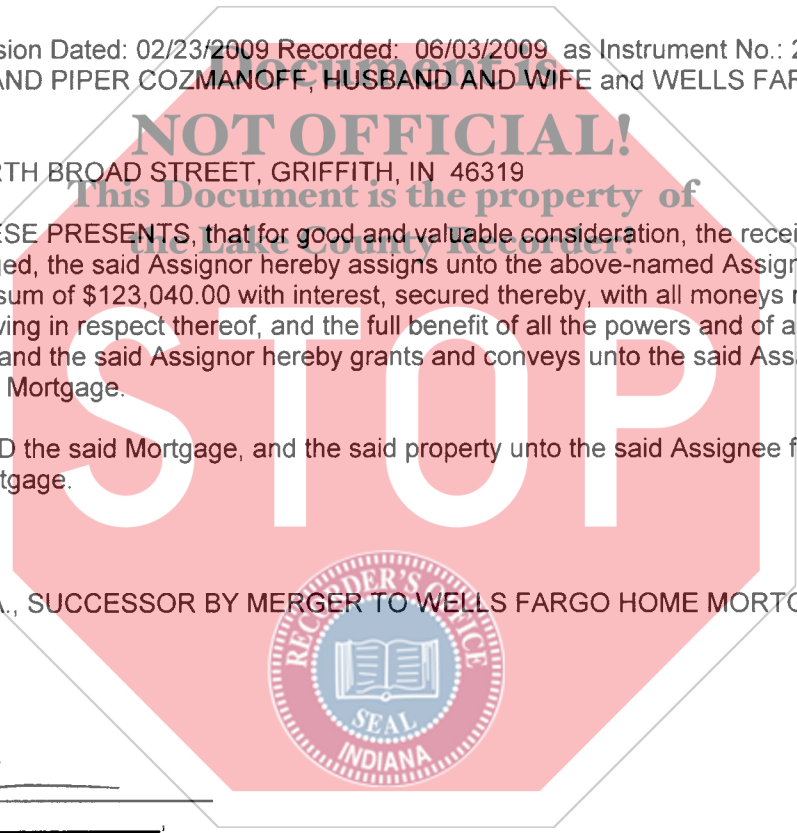 sion Dated: 02/23/2009 Recorded: 06/03/2009 as Instrument No.: 2
Document is
AND PIPER COZMANOFF, HUSBAND AND WIFE and WELLS FAR
NOT OFFICIAL!
RTH BROAD STREET, GRIFFITH, IN 46319
This Document is the property of
ESE PRESENTS, that for good and valuable consideration, the recei
the Lake County Recorder!
ged, the said Assignor hereby assigns unto the above-named Assign
sum of $123,040.00 with interest, secured thereby, with all moneys
ving in respect thereof, and the full benefit of all the powers and of a
and the said Assignor hereby grants and conveys unto the said Ass
Mortgage.
STOP
D the said Mortgage, and the said property unto the said Assignee f
tgage.
A., SUCCESSOR BY MERGER TO WELLS FARGO HOME MORTG
RECORDER'S OFFICE
SEAL
INDIANA